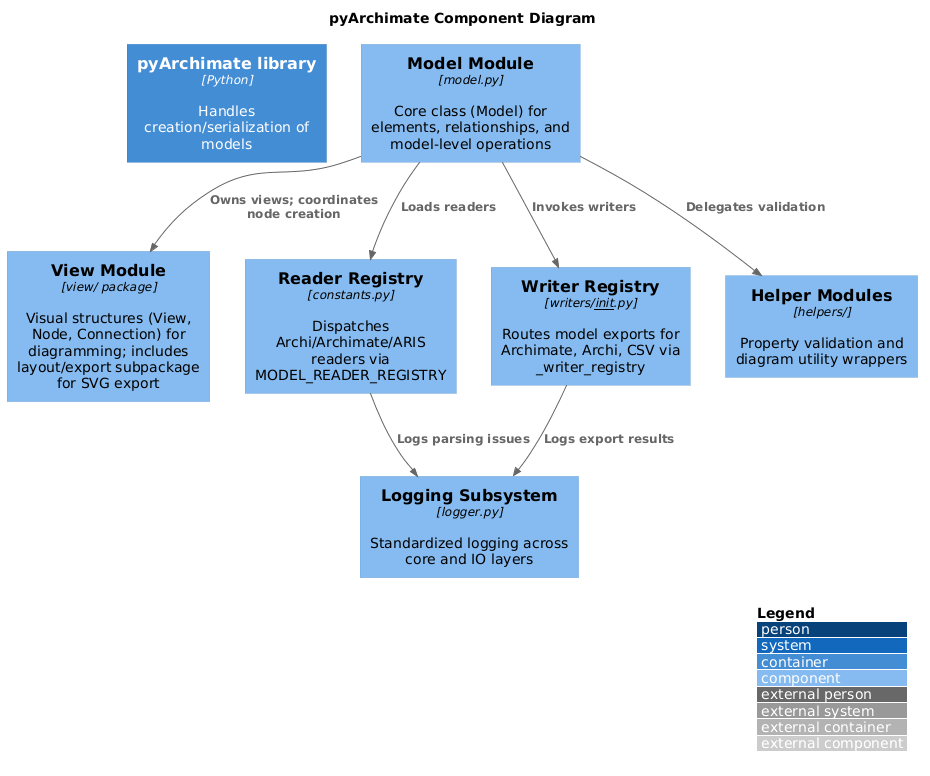 pyArchimate Component Diagram
pyArchimate library
[Python]
Handles
creation/serialization of
models
Model Module
[model.py]
Core class (Model) for
elements, relationships, and
model-level operations
Owns views; coordinates
node creation
Loads readers
Invokes writers
Delegates validation
View Module
[view/ package]
Visual structures (View,
Node, Connection) for
diagramming; includes
layout/export subpackage
for SVG export
Reader Registry
[constants.py]
Dispatches
Archi/Archimate/ARIS
readers via
MODEL_READER_REGISTRY
Writer Registry
[writers/init.py]
Routes model exports for
Archimate, Archi, CSV via
_writer_registry
Helper Modules
[helpers/]
Property validation and
diagram utility wrappers
Logs parsing issues
Logs export results
Logging Subsystem
[logger.py]
Standardized logging across
core and IO layers
Legend
person
system
container
component
external person
external system
external container
external component